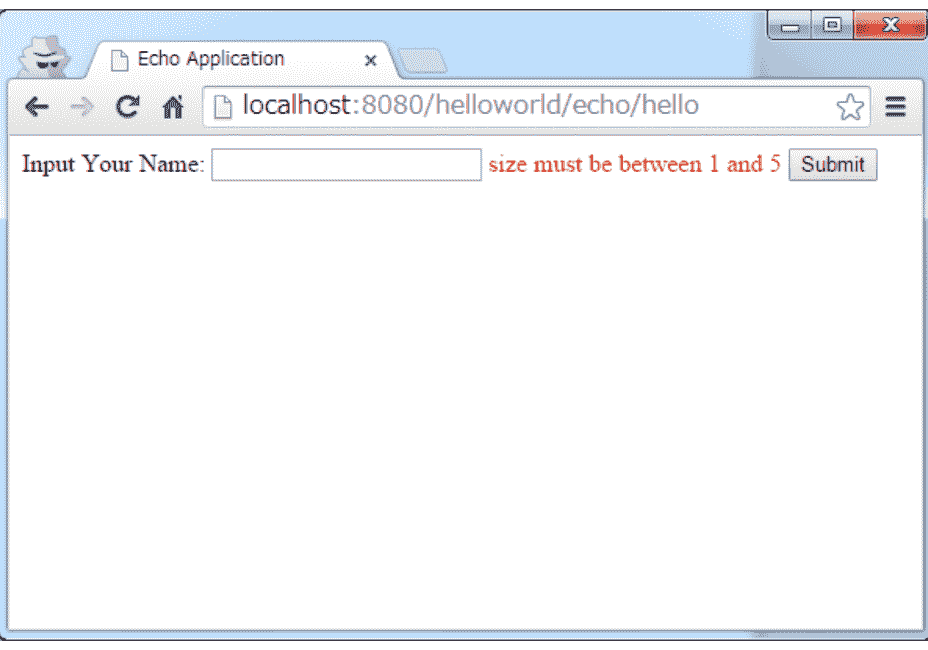 Echo Application
localhost:8080/helloworld/echo/hello
Input Your Name: size must be between 1 and 5 Submit